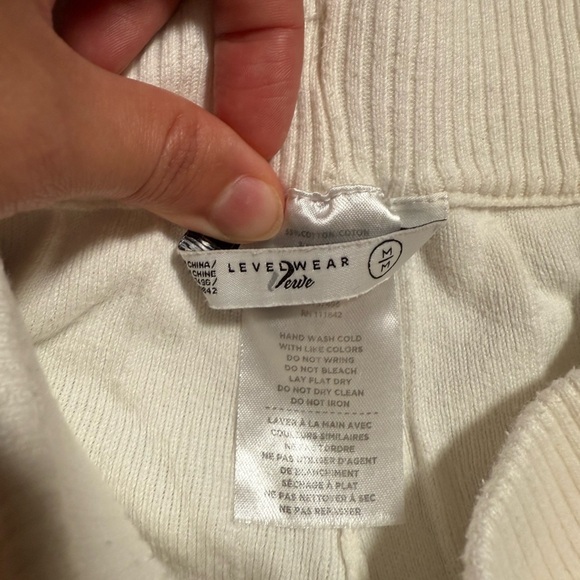 COTTON/COTON
LEVELWEAR
Verve
M
M
CHINA/
CHINE
HAND WASH COLD
WITH LIKE COLORS
DO NOT WRING
DO NOT BLEACH
LAY FLAT DRY
DO NOT DRY CLEAN
DO NOT IRON
LAVER À LA MAIN AVEC
COULEURS SIMILAIRES
NE PAS TORDRE
NE PAS UTILISER D'AGENT
DE BLANCHIMENT
SÉCHAGE À PLAT
NE PAS NETTOYER À SEC
NE PAS REPASSER